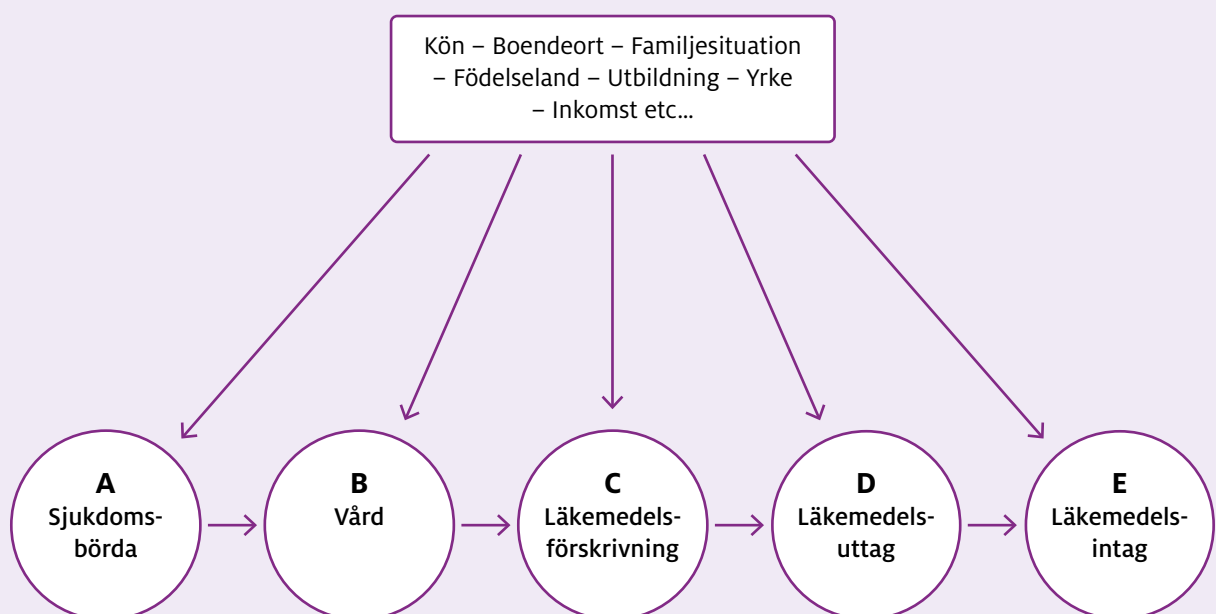 Kön – Boendeort – Familjesituation
– Födelseland – Utbildning – Yrke
– Inkomst etc...
A
Sjukdoms-
börda
B
Vård
C
Läkemedels-
förskrivning
D
Läkemedels-
uttag
E
Läkemedels-
intag